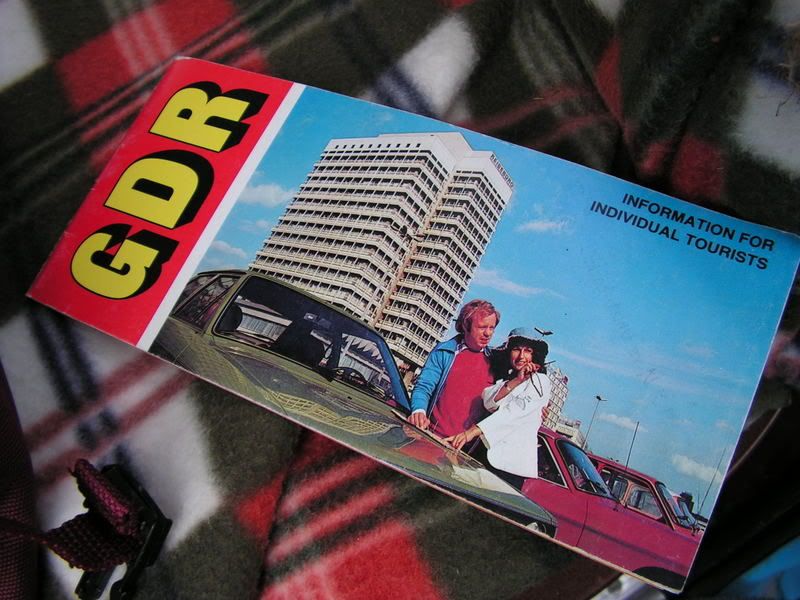 GDR
INFORMATION FOR
INDIVIDUAL TOURISTS